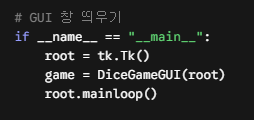 # GUI 창 띄우기
if __name__ == "__main__":
    root = tk.Tk()
    game = DiceGameGUI(root)
    root.mainloop()